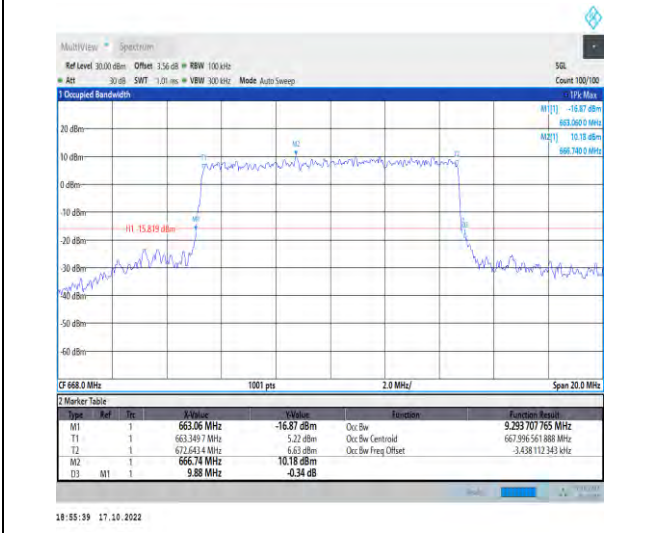 MultiView Spectrum
Ref Level 30.00 dBm Offset 3.56 dB RBW 100 kHz SGL
Att 30 dB SWT 1.01 ms VBW 300 kHz Mode Auto Sweep Count 100/100
1 Occupied Bandwidth 1Pk Max
M1[1] -16.87 dBm
663.060 0 MHz
20 dBm
M2[1] 10.18 dBm
666.740 0 MHz
M2
10 dBm
0 dBm
-10 dBm
H1 15.819 dBm
-20 dBm
-30 dBm
-40 dBm
-50 dBm
-60 dBm
CF 668.0 MHz 1001 pts 2.0 MHz/ Span 20.0 MHz
2 Marker Table
Type Ref Trc X-Value Y-Value Function Function Result
M1 1 663.06 MHz -16.87 dBm Occ Bw 9.293 707 765 MHz
T1 1 663.349 7 MHz 5.22 dBm Occ Bw Centroid 667.996 561 888 MHz
T2 1 672.643 4 MHz 6.63 dBm Occ Bw Freq Offset -3.438 112 343 kHz
M2 1 666.74 MHz 10.18 dBm
D3 M1 1 9.88 MHz -0.34 dB
18:55:39 17.10.2022